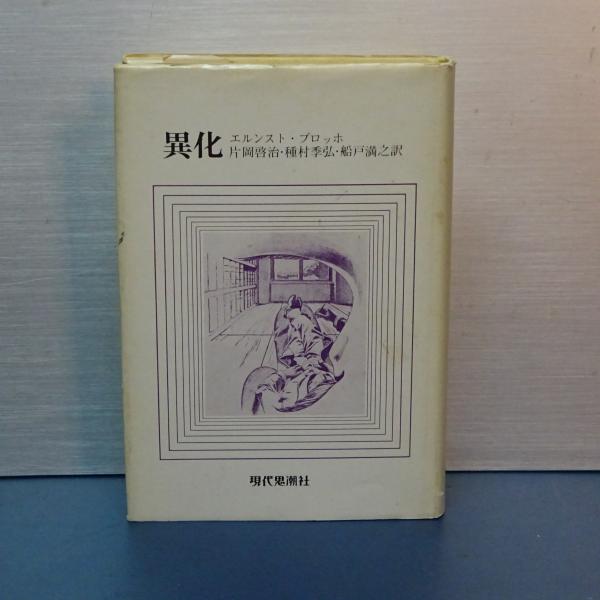 異化
エルンスト・ブロッホ
片岡啓治・種村季弘・船戸満之訳
現代思潮社